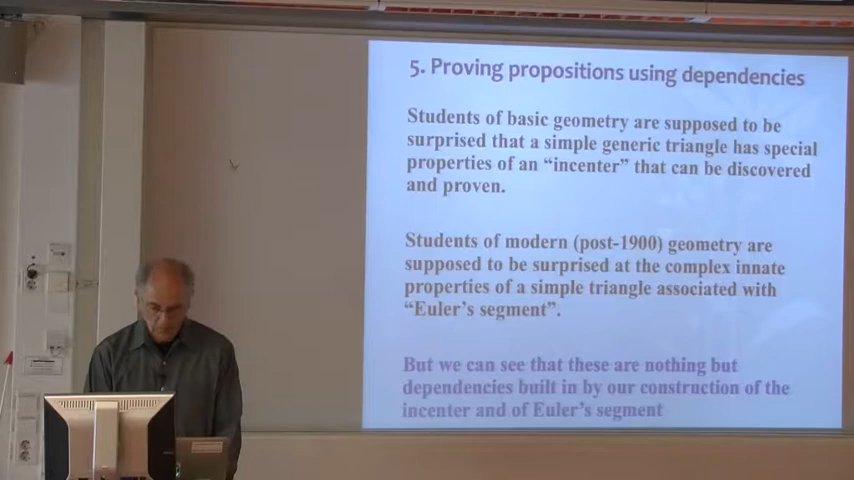 5. Proving propositions using dependencies
Students of basic geometry are supposed to be
surprised that a simple generic triangle has special
properties of an “incenter” that can be discovered
and proven.
Students of modern (post-1900) geometry are
supposed to be surprised at the complex innate
properties of a simple triangle associated with
“Euler’s segment”.
But we can see that these are nothing but
dependencies built in by our construction of the
incenter and of Euler’s segment